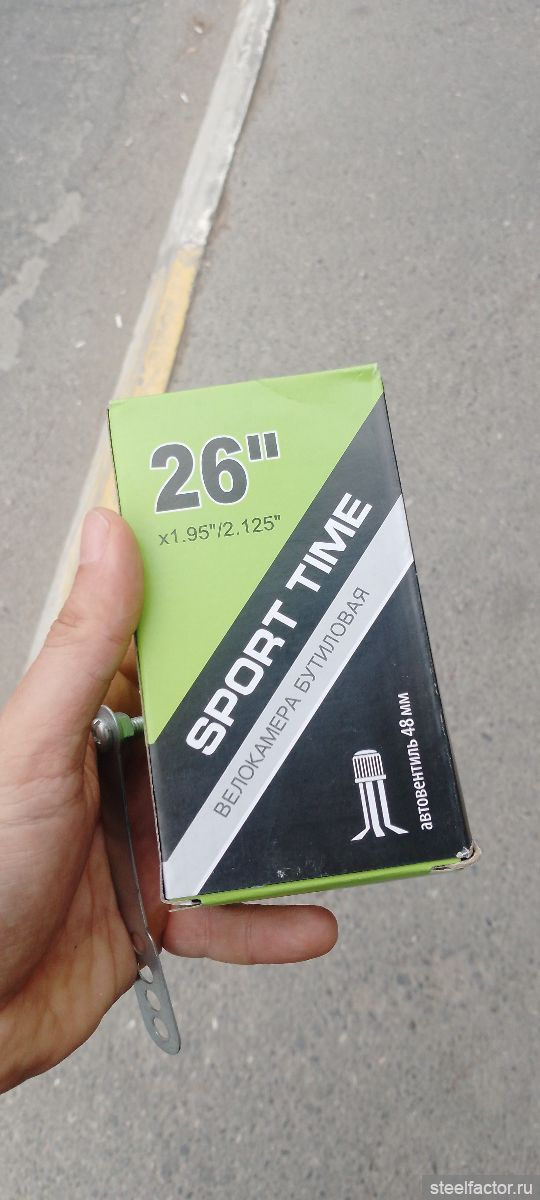 26"
x1.95"/2.125"
SPORT TIME
ВЕЛОКАМЕРА БУТИЛОВАЯ
автовентиль 48 мм
steelfactor.ru